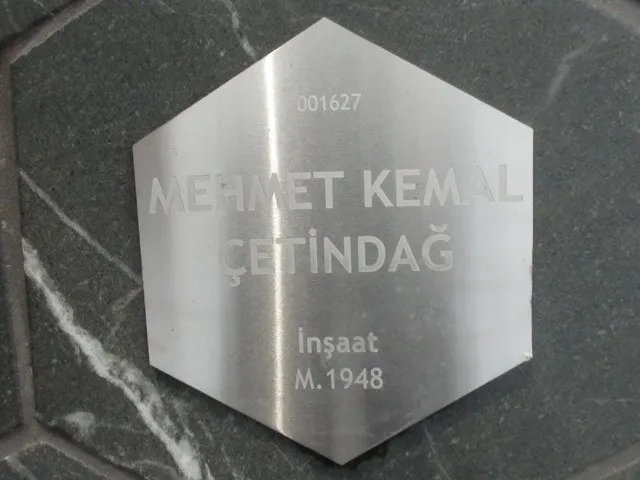 001627
MEHMET KEMAL
ÇETİNDAĞ
İnşaat
M.1948